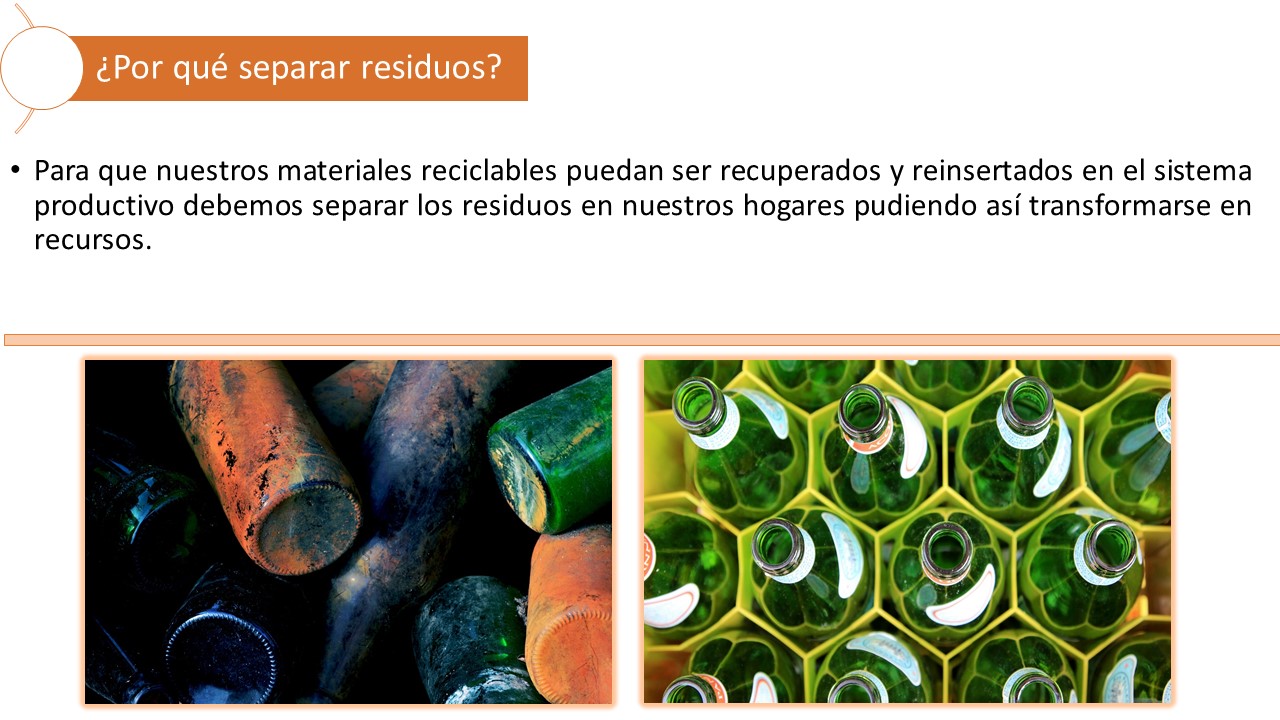 ¿Por qué separar residuos?
• Para que nuestros materiales reciclables puedan ser recuperados y reinsertados en el sistema
productivo debemos separar los residuos en nuestros hogares pudiendo así transformarse en
recursos.